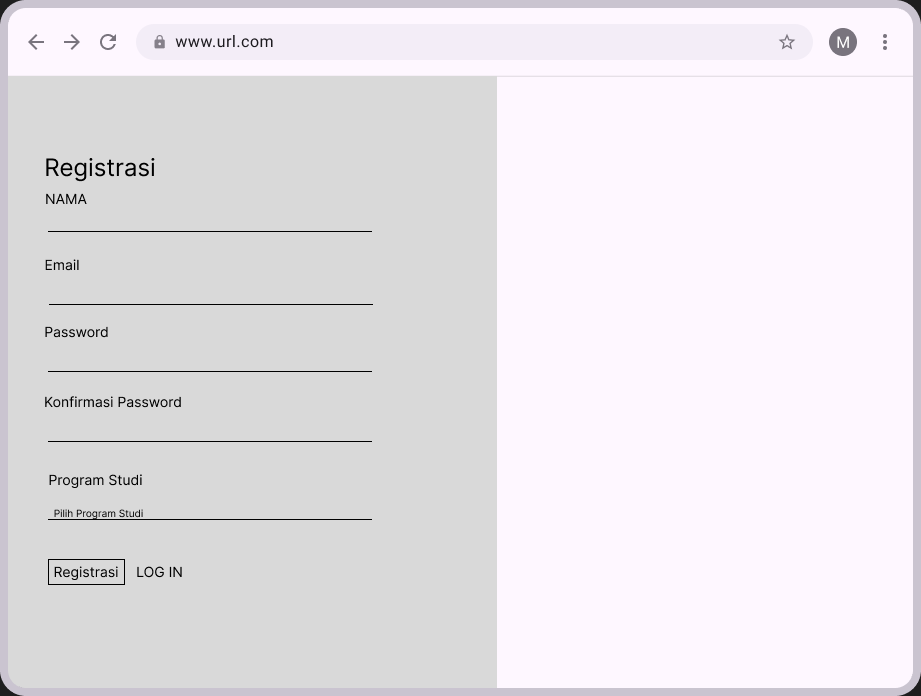 www.url.com
M
Registrasi
NAMA
Email
Password
Konfirmasi Password
Program Studi
Pilih Program Studi
Registrasi LOG IN